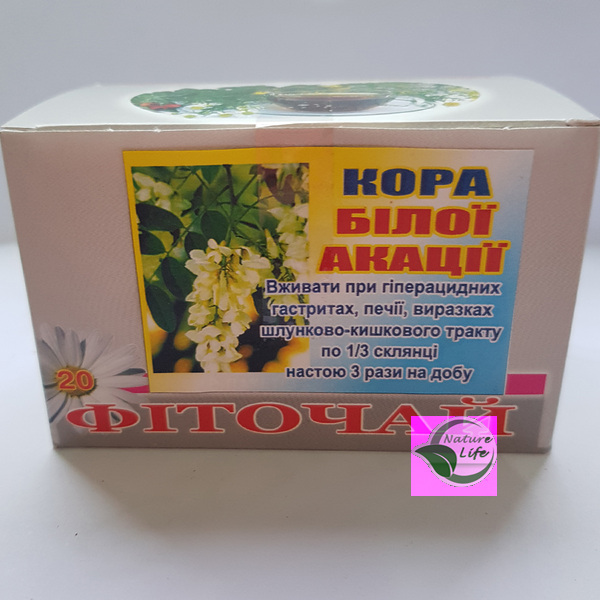 КОРА
БІЛОЇ
АКАЦІЇ
Вживати при гіперацидних
гастритах, печії, виразках
шлунково-кишкового тракту
по 1/3 склянці
настою 3 рази на добу
20
ФІТОЧАЙ
Nature
Life